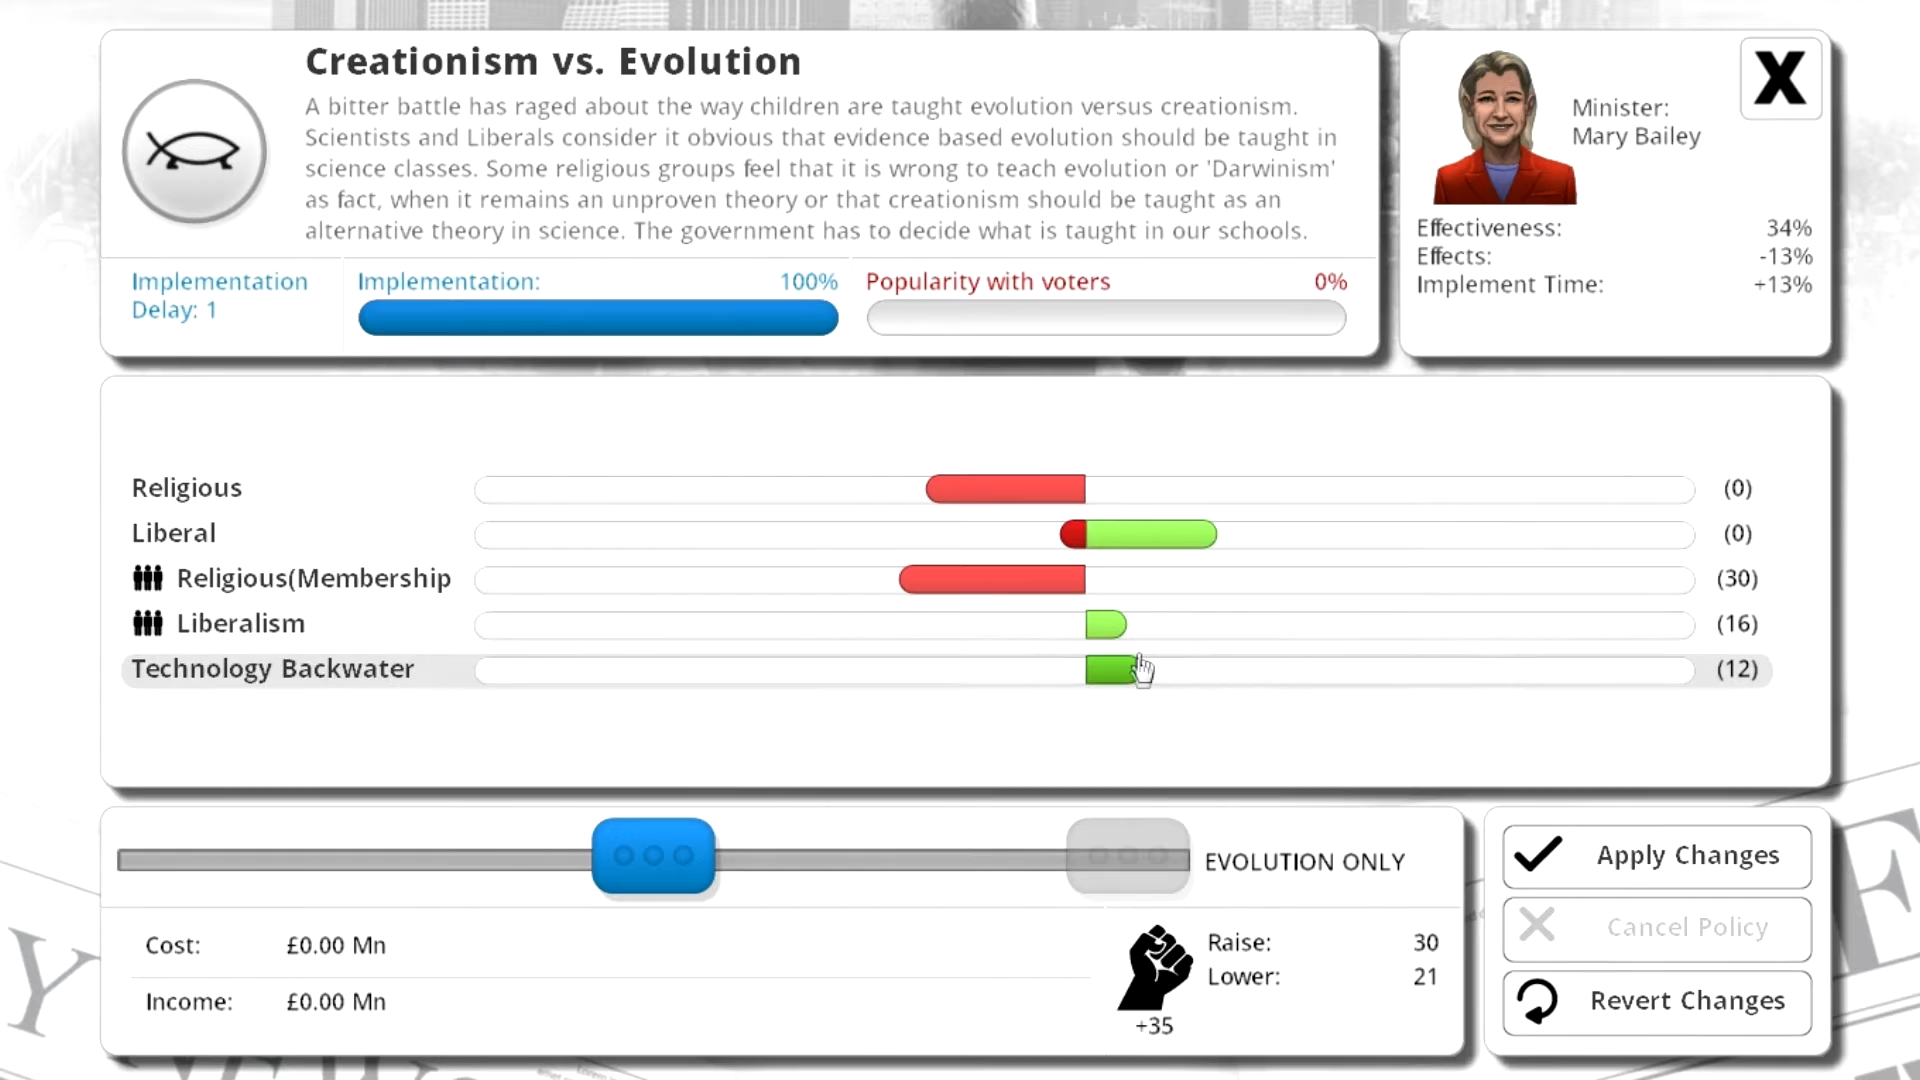 Creationism vs. Evolution
A bitter battle has raged about the way children are taught evolution versus creationism.
Scientists and Liberals consider it obvious that evidence based evolution should be taught in
science classes. Some religious groups feel that it is wrong to teach evolution or 'Darwinism'
as fact, when it remains an unproven theory or that creationism should be taught as an
alternative theory in science. The government has to decide what is taught in our schools.
Implementation
Delay: 1
Implementation: 100%
Popularity with voters 0%
X
Minister:
Mary Bailey
Effectiveness: 34%
Effects: -13%
Implement Time: +13%
Religious (0)
Liberal (0)
Religious(Membership (30)
Liberalism (16)
Technology Backwater (12)
EVOLUTION ONLY
Cost: £0.00 Mn
Income: £0.00 Mn
Raise: 30
Lower: 21
+35
Apply Changes
Cancel Policy
Revert Changes